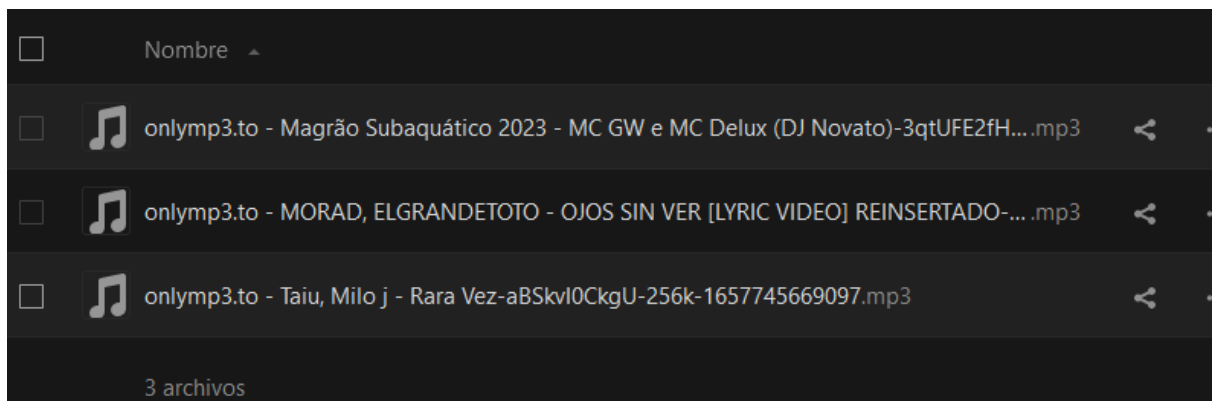 Nombre
onlymp3.to - Magrão Subaquático 2023 - MC GW e MC Delux (DJ Novato)-3qtUFE2fH... .mp3
onlymp3.to - MORAD, ELGRANDETOTO - OJOS SIN VER [LYRIC VIDEO] REINSERTADO-... .mp3
onlymp3.to - Taiu, Milo j - Rara Vez-aBSkvI0CkgU-256k-1657745669097.mp3
3 archivos